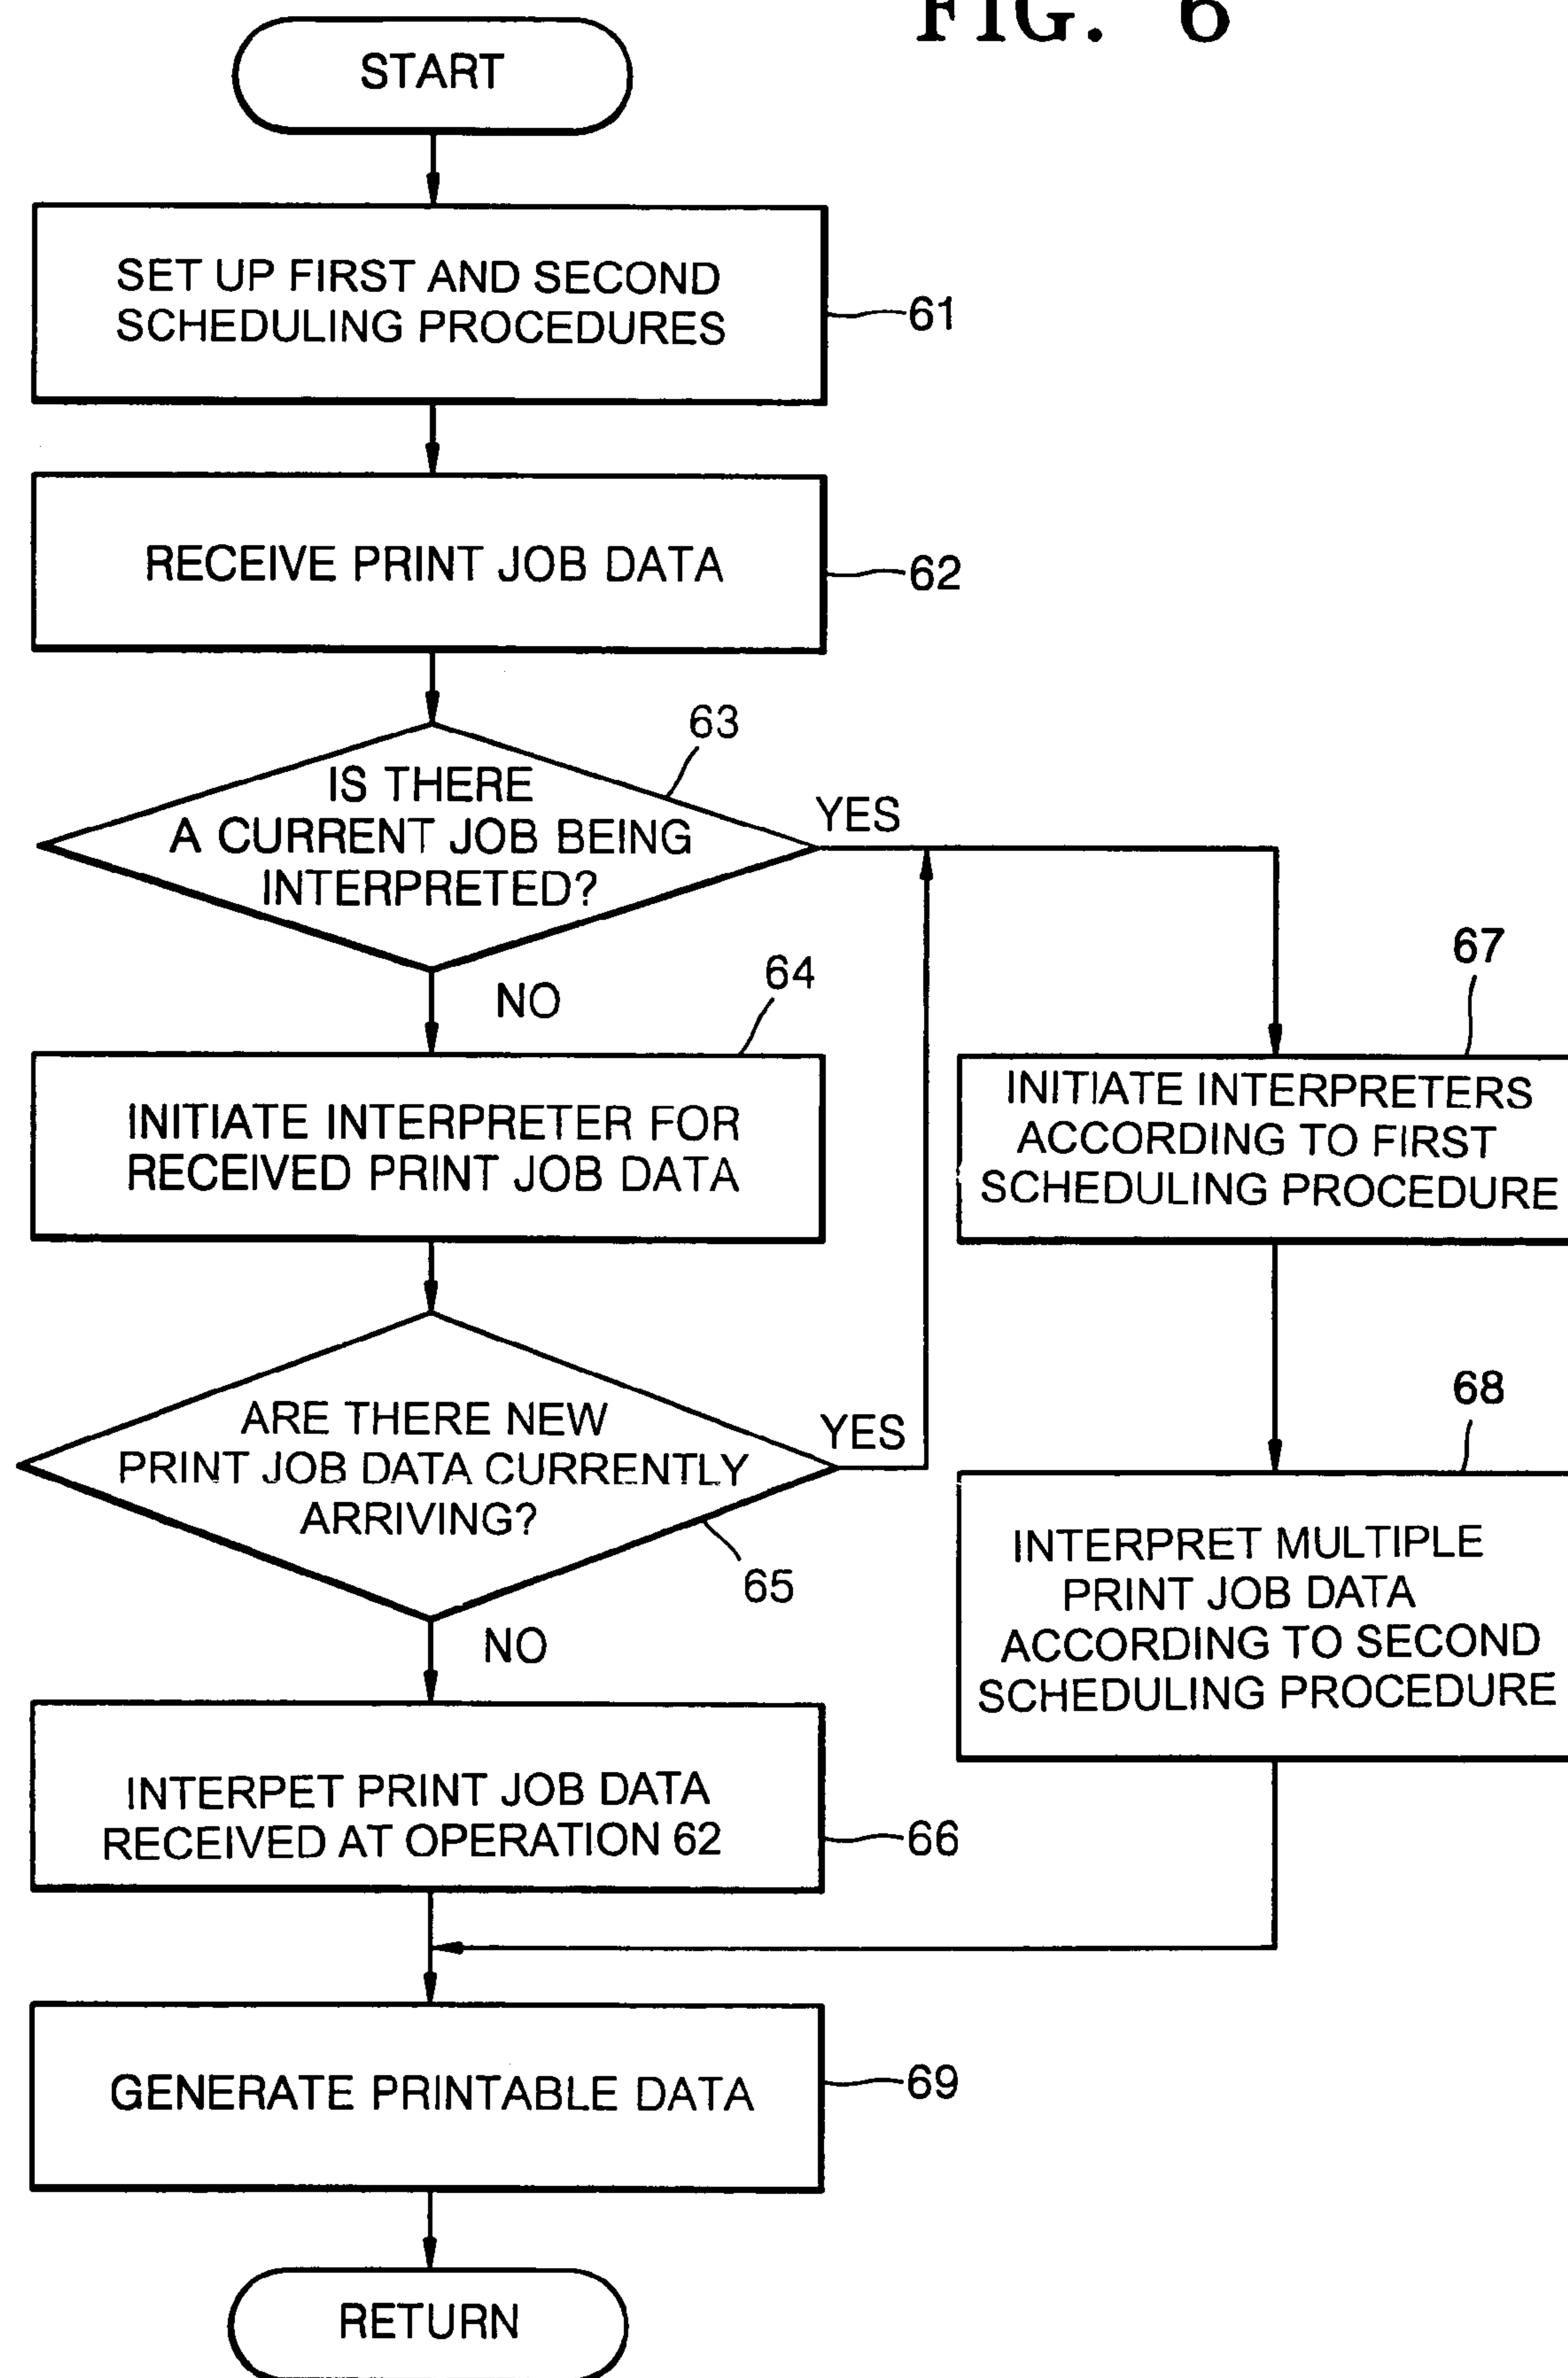 FIG. 6
START
SET UP FIRST AND SECOND
SCHEDULING PROCEDURES
61
RECEIVE PRINT JOB DATA
62
63
IS THERE
A CURRENT JOB BEING
INTERPRETED?
YES
NO
64
INITIATE INTERPRETER FOR
RECEIVED PRINT JOB DATA
67
INITIATE INTERPRETERS
ACCORDING TO FIRST
SCHEDULING PROCEDURE
ARE THERE NEW
PRINT JOB DATA CURRENTLY
ARRIVING?
YES
65
NO
68
INTERPRET MULTIPLE
PRINT JOB DATA
ACCORDING TO SECOND
SCHEDULING PROCEDURE
INTERPET PRINT JOB DATA
RECEIVED AT OPERATION 62
66
GENERATE PRINTABLE DATA
69
RETURN